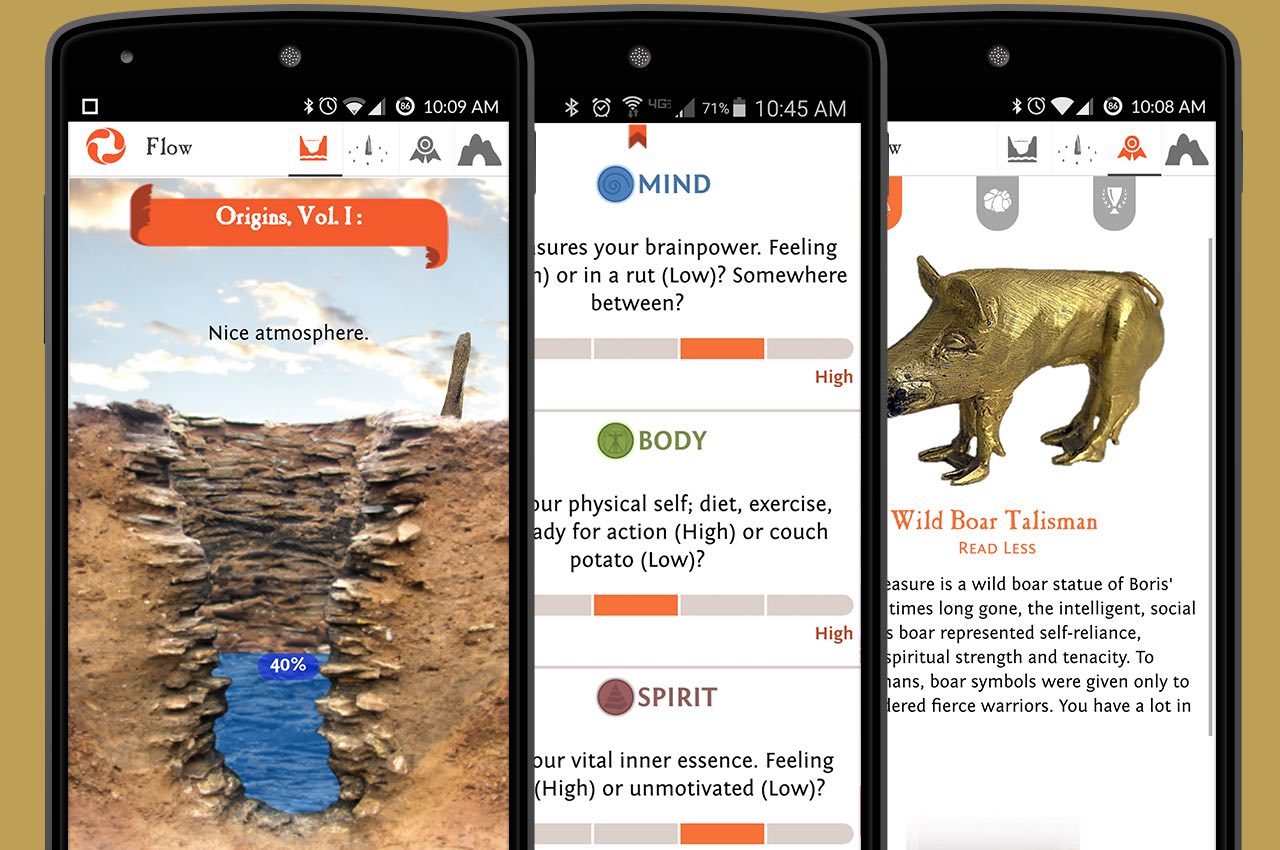 86 10:09 AM
Flow
Origins, Vol. I :
Nice atmosphere.
40%
4G 71% 10:45 AM
MIND
sures your brainpower. Feeling
) or in a rut (Low)? Somewhere
between?
High
BODY
our physical self; diet, exercise,
ady for action (High) or couch
potato (Low)?
High
SPIRIT
our vital inner essence. Feeling
(High) or unmotivated (Low)?
86 10:08 AM
w
Wild Boar Talisman
READ LESS
easure is a wild boar statue of Boris'
times long gone, the intelligent, social
s boar represented self-reliance,
spiritual strength and tenacity. To
ans, boar symbols were given only to
dered fierce warriors. You have a lot in